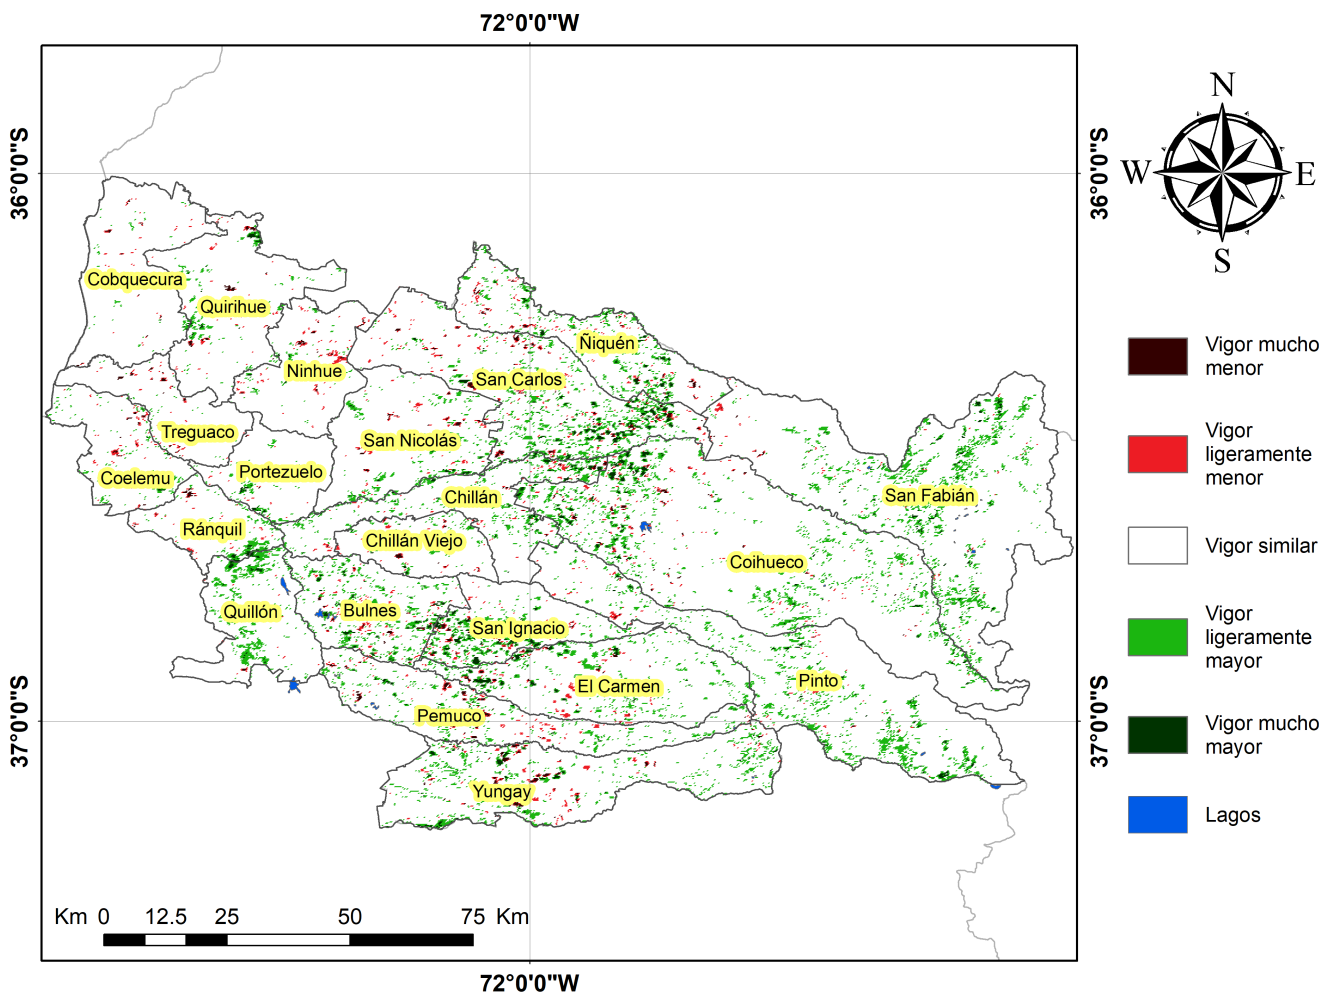 72°0'0"W
36°0'0"S
36°0'0"S
N
W
E
S
Cobquecura
Quirihue
Ñiquén
Ninhue
San Carlos
Treguaco
San Nicolás
Portezuelo
Coelemu
Chillán
San Fabián
Ránquil
Chillán Viejo
Coihueco
Quillón
Bulnes
San Ignacio
El Carmen
Pinto
Pemuco
Yungay
37°0'0"S
37°0'0"S
Vigor mucho
menor
Vigor
ligeramente
menor
Vigor similar
Vigor
ligeramente
mayor
Vigor mucho
mayor
Lagos
Km 0 12.5 25 50 75 Km
72°0'0"W